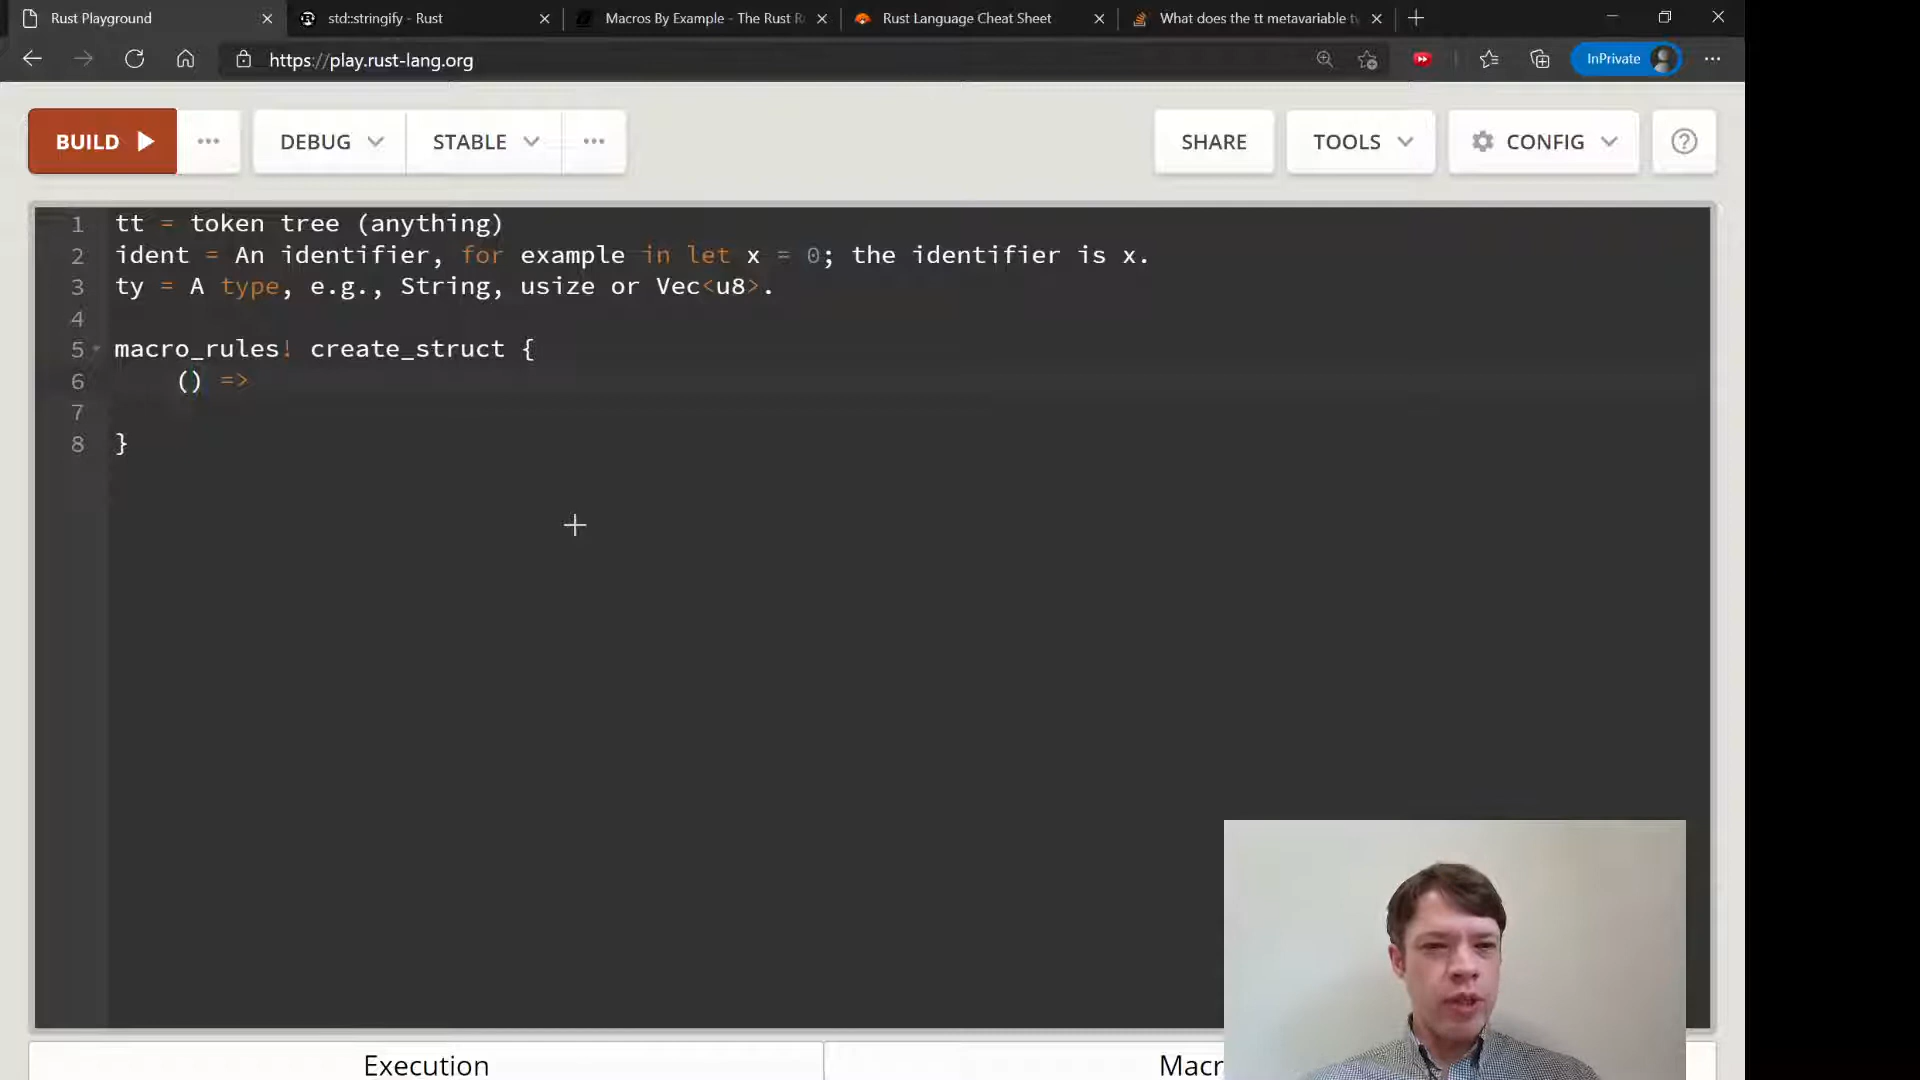 Rust Playground
std::stringify - Rust
Macros By Example - The Rust R
Rust Language Cheat Sheet
What does the tt metavariable t
https://play.rust-lang.org
InPrivate
BUILD
DEBUG
STABLE
SHARE
TOOLS
CONFIG
1 tt = token tree (anything)
2 ident = An identifier, for example in let x = 0; the identifier is x.
3 ty = A type, e.g., String, usize or Vec<u8>.
4
5 macro_rules! create_struct {
6 () =>
7
8 }
Execution
Macr